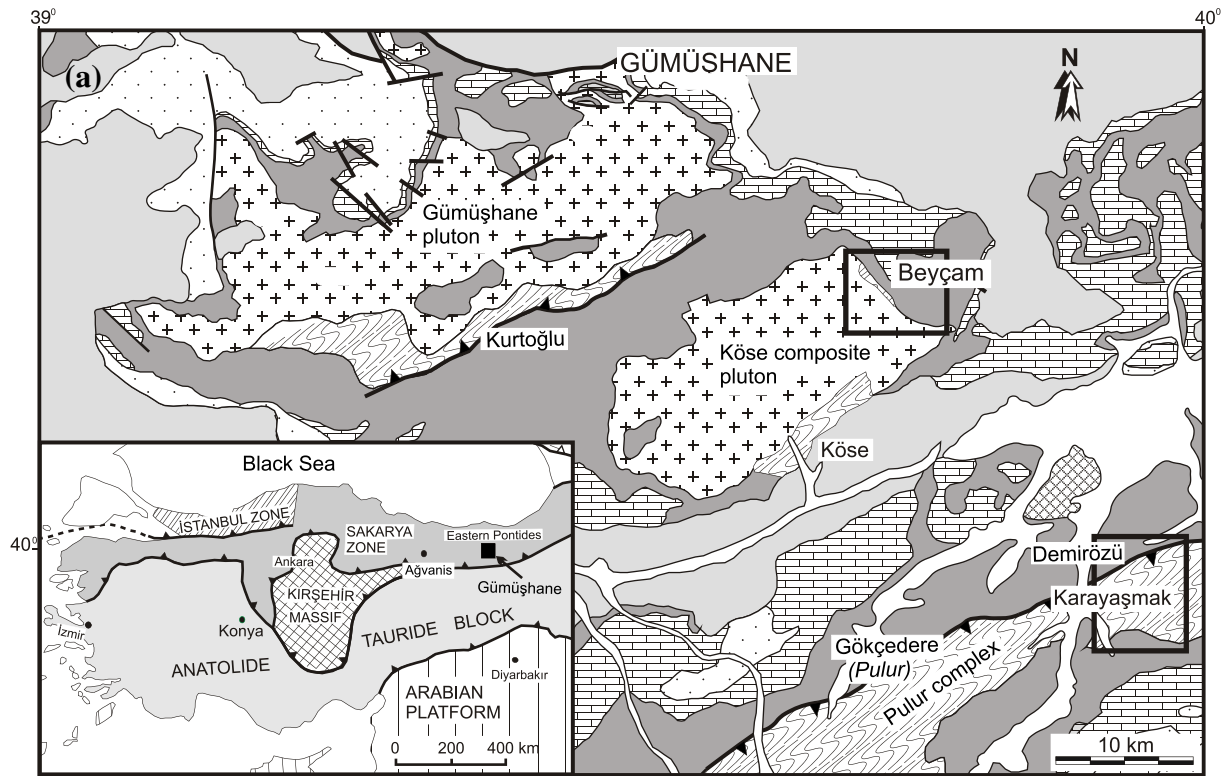 39⁰
40⁰
(a)
GÜMÜSHANE
N
Gümüşhane
pluton
Beyçam
Kurtoğlu
Köse composite
pluton
Köse
Black Sea
İSTANBUL ZONE
SAKARYA
ZONE
Eastern Pontides
40⁰
Ankara
Ağvanis
Gümüşhane
KIRŞEHİR
MASSIF
İzmir
Konya
TAURIDE BLOCK
ANATOLIDE
Diyarbakır
ARABIAN
PLATFORM
0 200 400 km
Demirözü
Karayaşmak
Gökçedere
(Pulur)
Pulur complex
10 km